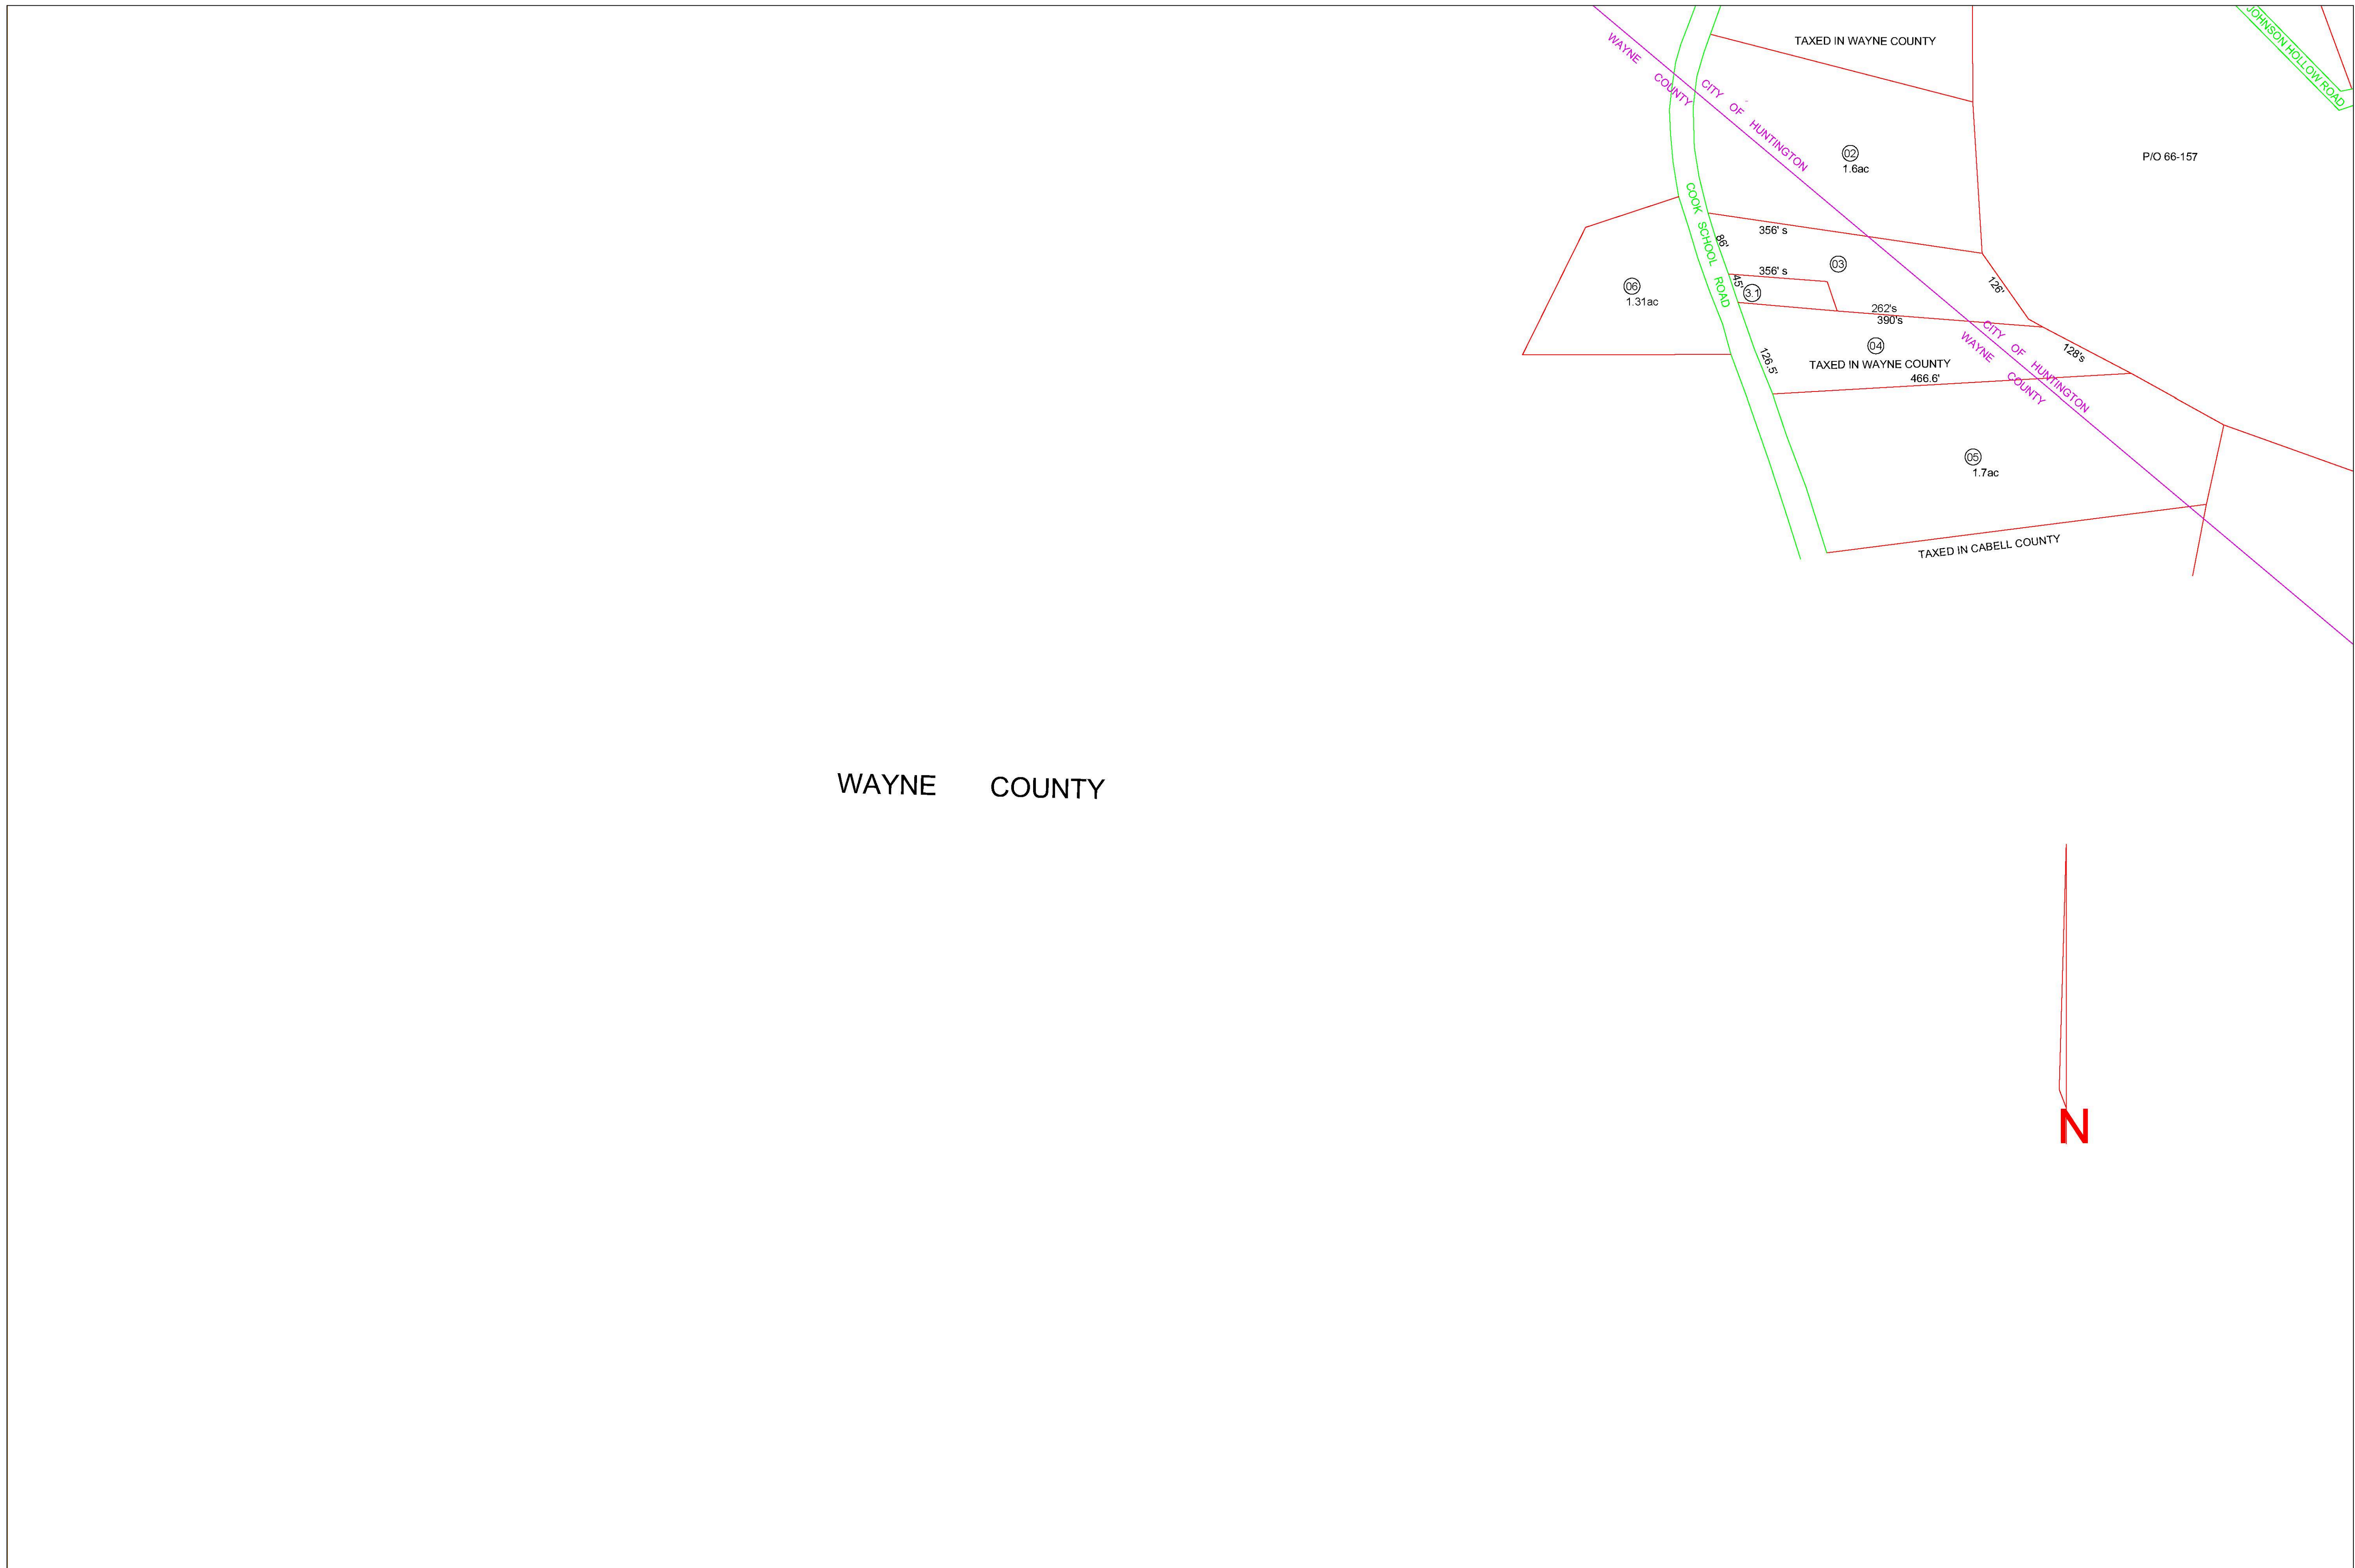 TAXED IN WAYNE COUNTY
JOHNSON HOLLOW ROAD
WAYNE COUNTY
CITY OF HUNTINGTON
02
1.6ac
P/O 66-157
COOK SCHOOL ROAD
356' s
86'
03
356' s
45'
3.1
126'
06
1.31ac
262's
390's
CITY OF HUNTINGTON
WAYNE COUNTY
04
128's
126.5'
TAXED IN WAYNE COUNTY
466.6'
05
1.7ac
TAXED IN CABELL COUNTY
WAYNE COUNTY
N